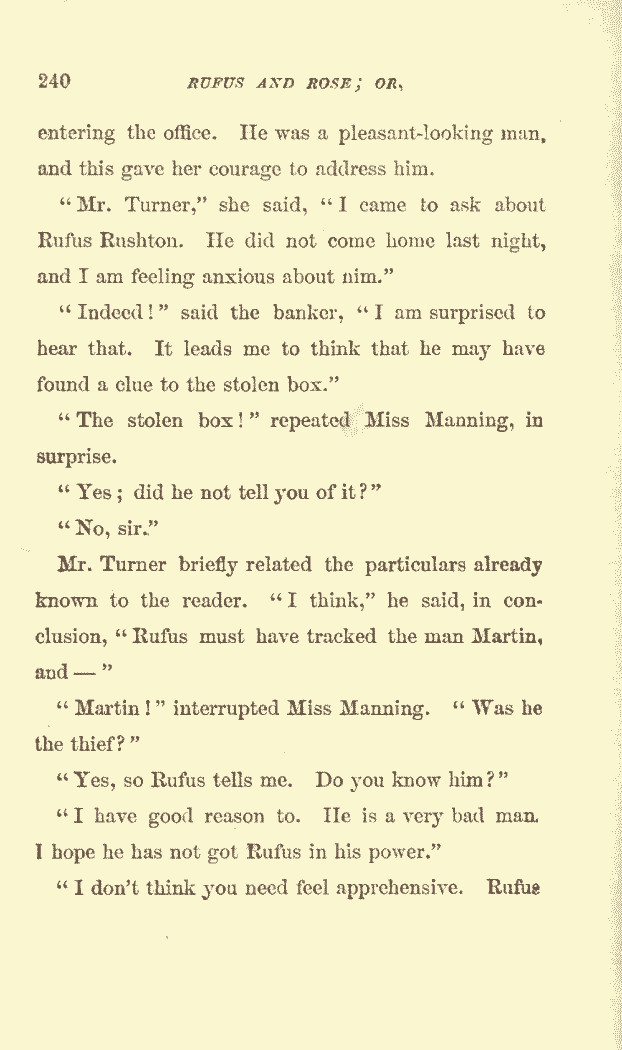 240 RUFUS AND ROSE; OR,
entering the office. He was a pleasant-looking man,
and this gave her courage to address him.
"Mr. Turner," she said, "I came to ask about
Rufus Rushton. He did not come home last night,
and I am feeling anxious about him."
"Indeed!" said the banker, "I am surprised to
hear that. It leads me to think that he may have
found a clue to the stolen box."
"The stolen box!" repeated Miss Manning, in
surprise.
"Yes; did he not tell you of it?"
"No, sir."
Mr. Turner briefly related the particulars already
known to the reader. "I think," he said, in con-
clusion, "Rufus must have tracked the man Martin,
and — "
"Martin!" interrupted Miss Manning. "Was he
the thief?"
"Yes, so Rufus tells me. Do you know him?"
"I have good reason to. He is a very bad man.
I hope he has not got Rufus in his power."
"I don't think you need feel apprehensive. Rufus